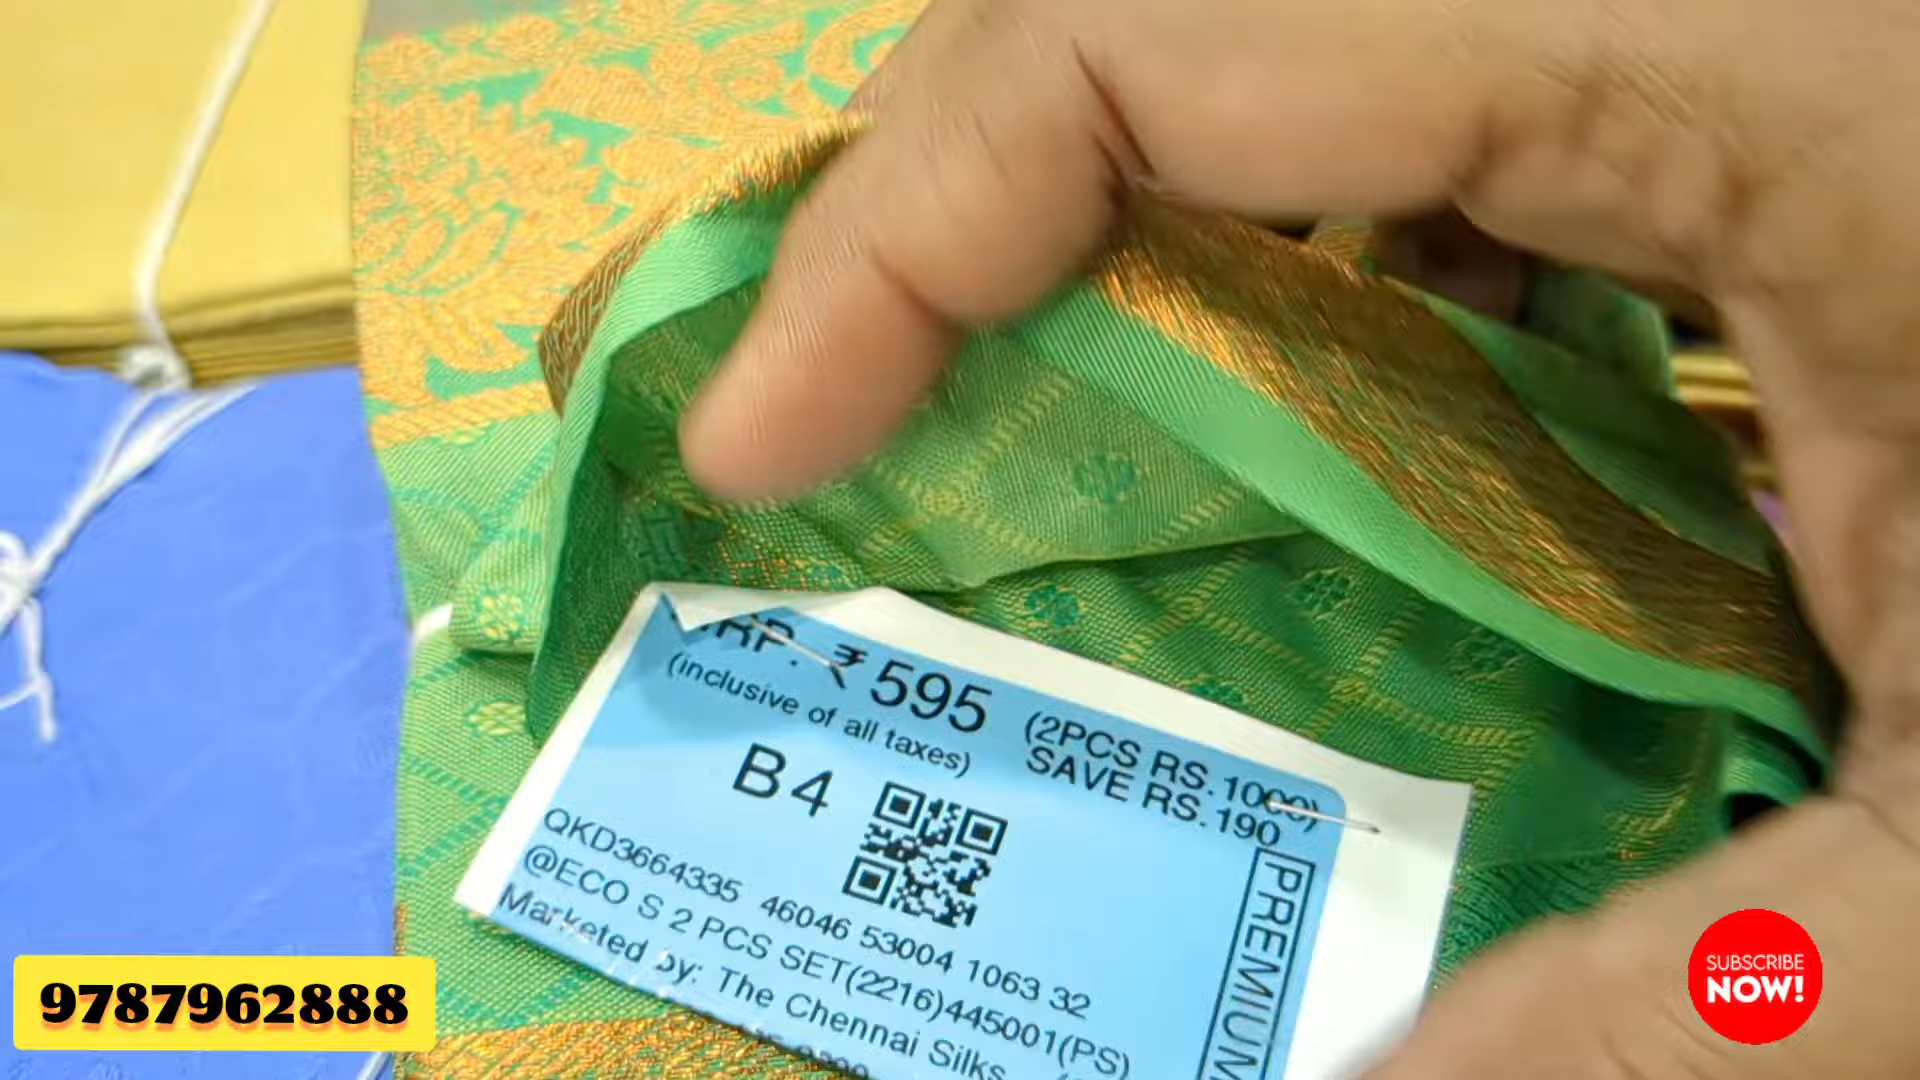 MRP. ₹ 595
(inclusive of all taxes)
(2PCS RS.1000)
SAVE RS.190
B4
QKD3664335 46046 53004 1063 32
@ECO S 2 PCS SET(2216)445001(PS)
Marketed by: The Chennai Silks
PREMIUM
9787962888
SUBSCRIBE
NOW!